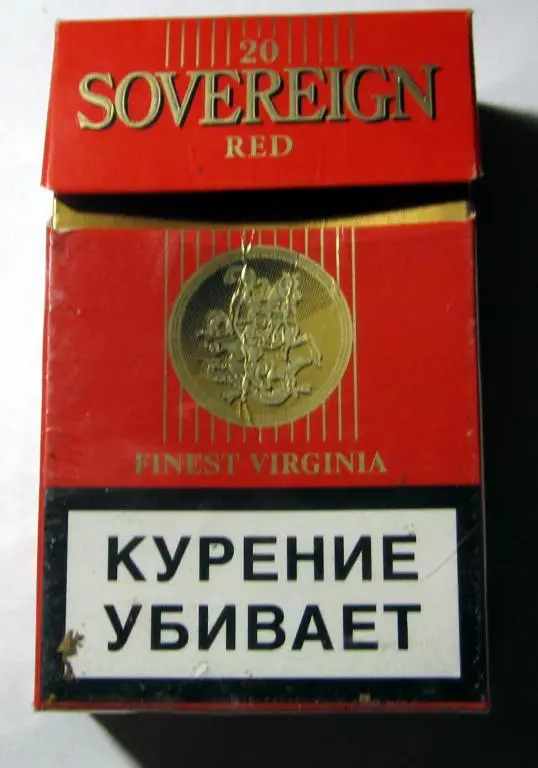 20
SOVEREIGN
RED
FINEST VIRGINIA
КУРЕНИЕ
УБИВАЕТ